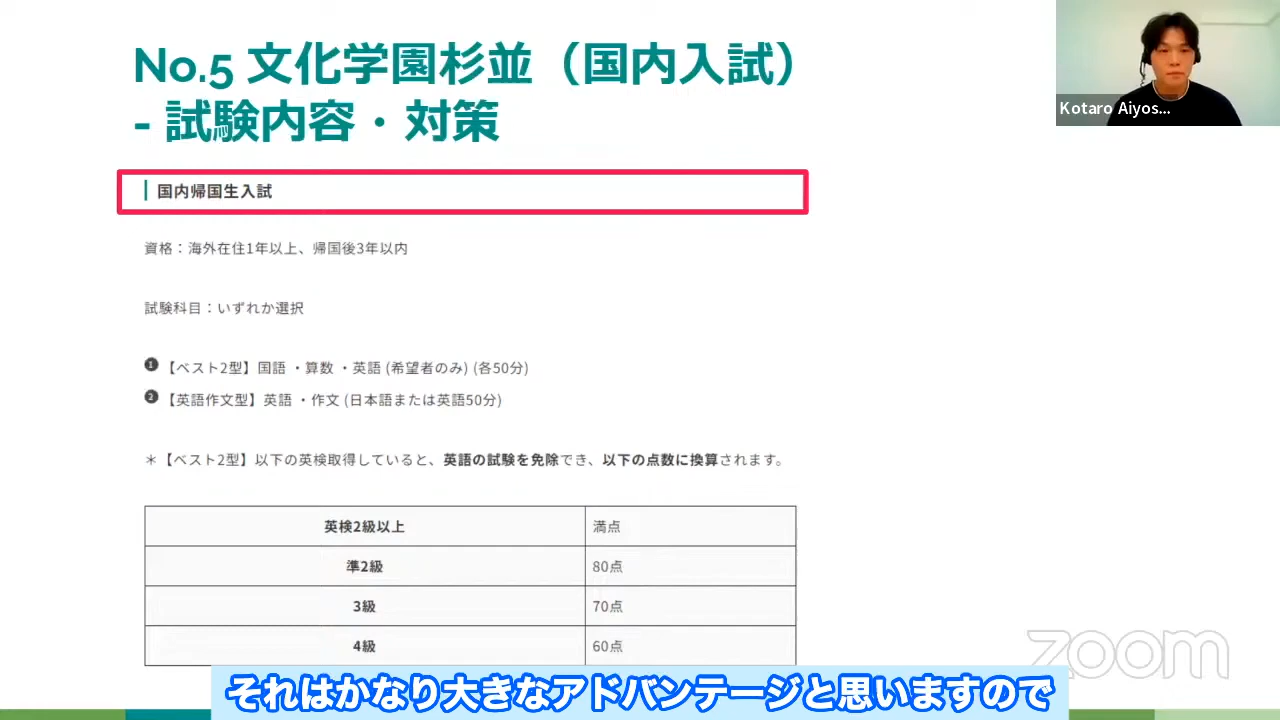 No.5 文化学園杉並（国内入試）
- 試験内容・対策
Kotaro Aiyos...
国内帰国生入試
資格：海外在住1年以上、帰国後3年以内
試験科目：いずれか選択
❶【ベスト2型】国語 ・算数 ・英語 (希望者のみ) (各50分)
❷【英語作文型】英語 ・作文 (日本語または英語50分)
＊【ベスト2型】以下の英検取得していると、英語の試験を免除でき、以下の点数に換算されます。
英検2級以上 満点
準2級 80点
3級 70点
4級 60点
zoom
それはかなり大きなアドバンテージと思いますので